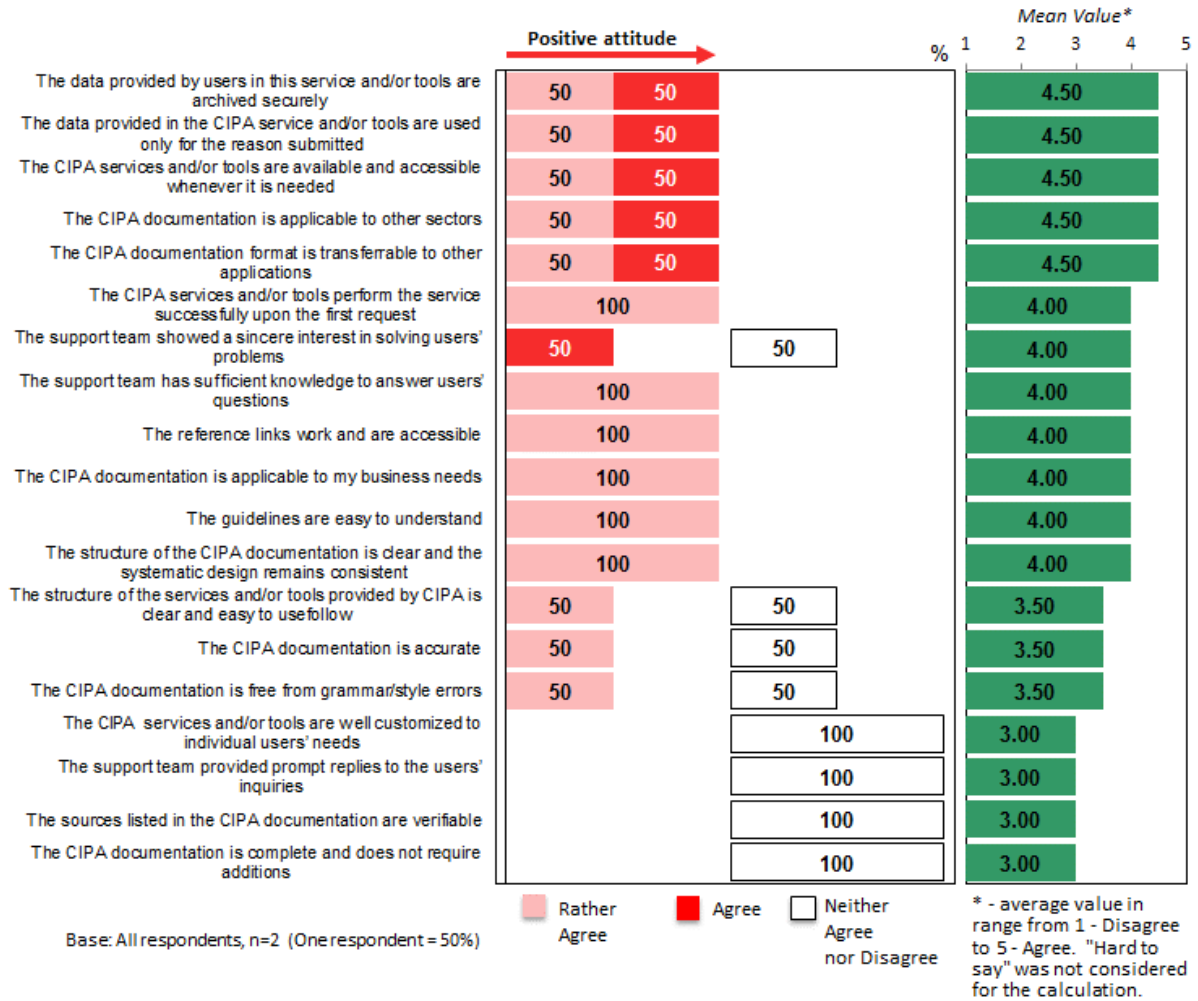 Mean Value*
Positive attitude
%
1 2 3 4 5
The data provided by users in this service and/or tools are
archived securely
50 50 4.50
The data provided in the CIPA service and/or tools are used
only for the reason submitted
50 50 4.50
The CIPA services and/or tools are available and accessible
whenever it is needed
50 50 4.50
The CIPA documentation is applicable to other sectors
50 50 4.50
The CIPA documentation format is transferrable to other
applications
50 50 4.50
The CIPA services and/or tools perform the service
successfully upon the first request
100 4.00
The support team showed a sincere interest in solving users'
problems
50 50 4.00
The support team has sufficient knowledge to answer users'
questions
100 4.00
The reference links work and are accessible
100 4.00
The CIPA documentation is applicable to my business needs
100 4.00
The guidelines are easy to understand
100 4.00
The structure of the CIPA documentation is clear and the
systematic design remains consistent
100 4.00
The structure of the services and/or tools provided by CIPA is
clear and easy to usefollow
50 50 3.50
The CIPA documentation is accurate
50 50 3.50
The CIPA documentation is free from grammar/style errors
50 50 3.50
The CIPA services and/or tools are well customized to
individual users' needs
100 3.00
The support team provided prompt replies to the users'
inquiries
100 3.00
The sources listed in the CIPA documentation are verifiable
100 3.00
The CIPA documentation is complete and does not require
additions
100 3.00
Rather
Agree
Agree
Neither
Agree
nor Disagree
Base: All respondents, n=2 (One respondent = 50%)
* - average value in
range from 1 - Disagree
to 5 - Agree. "Hard to
say" was not considered
for the calculation.